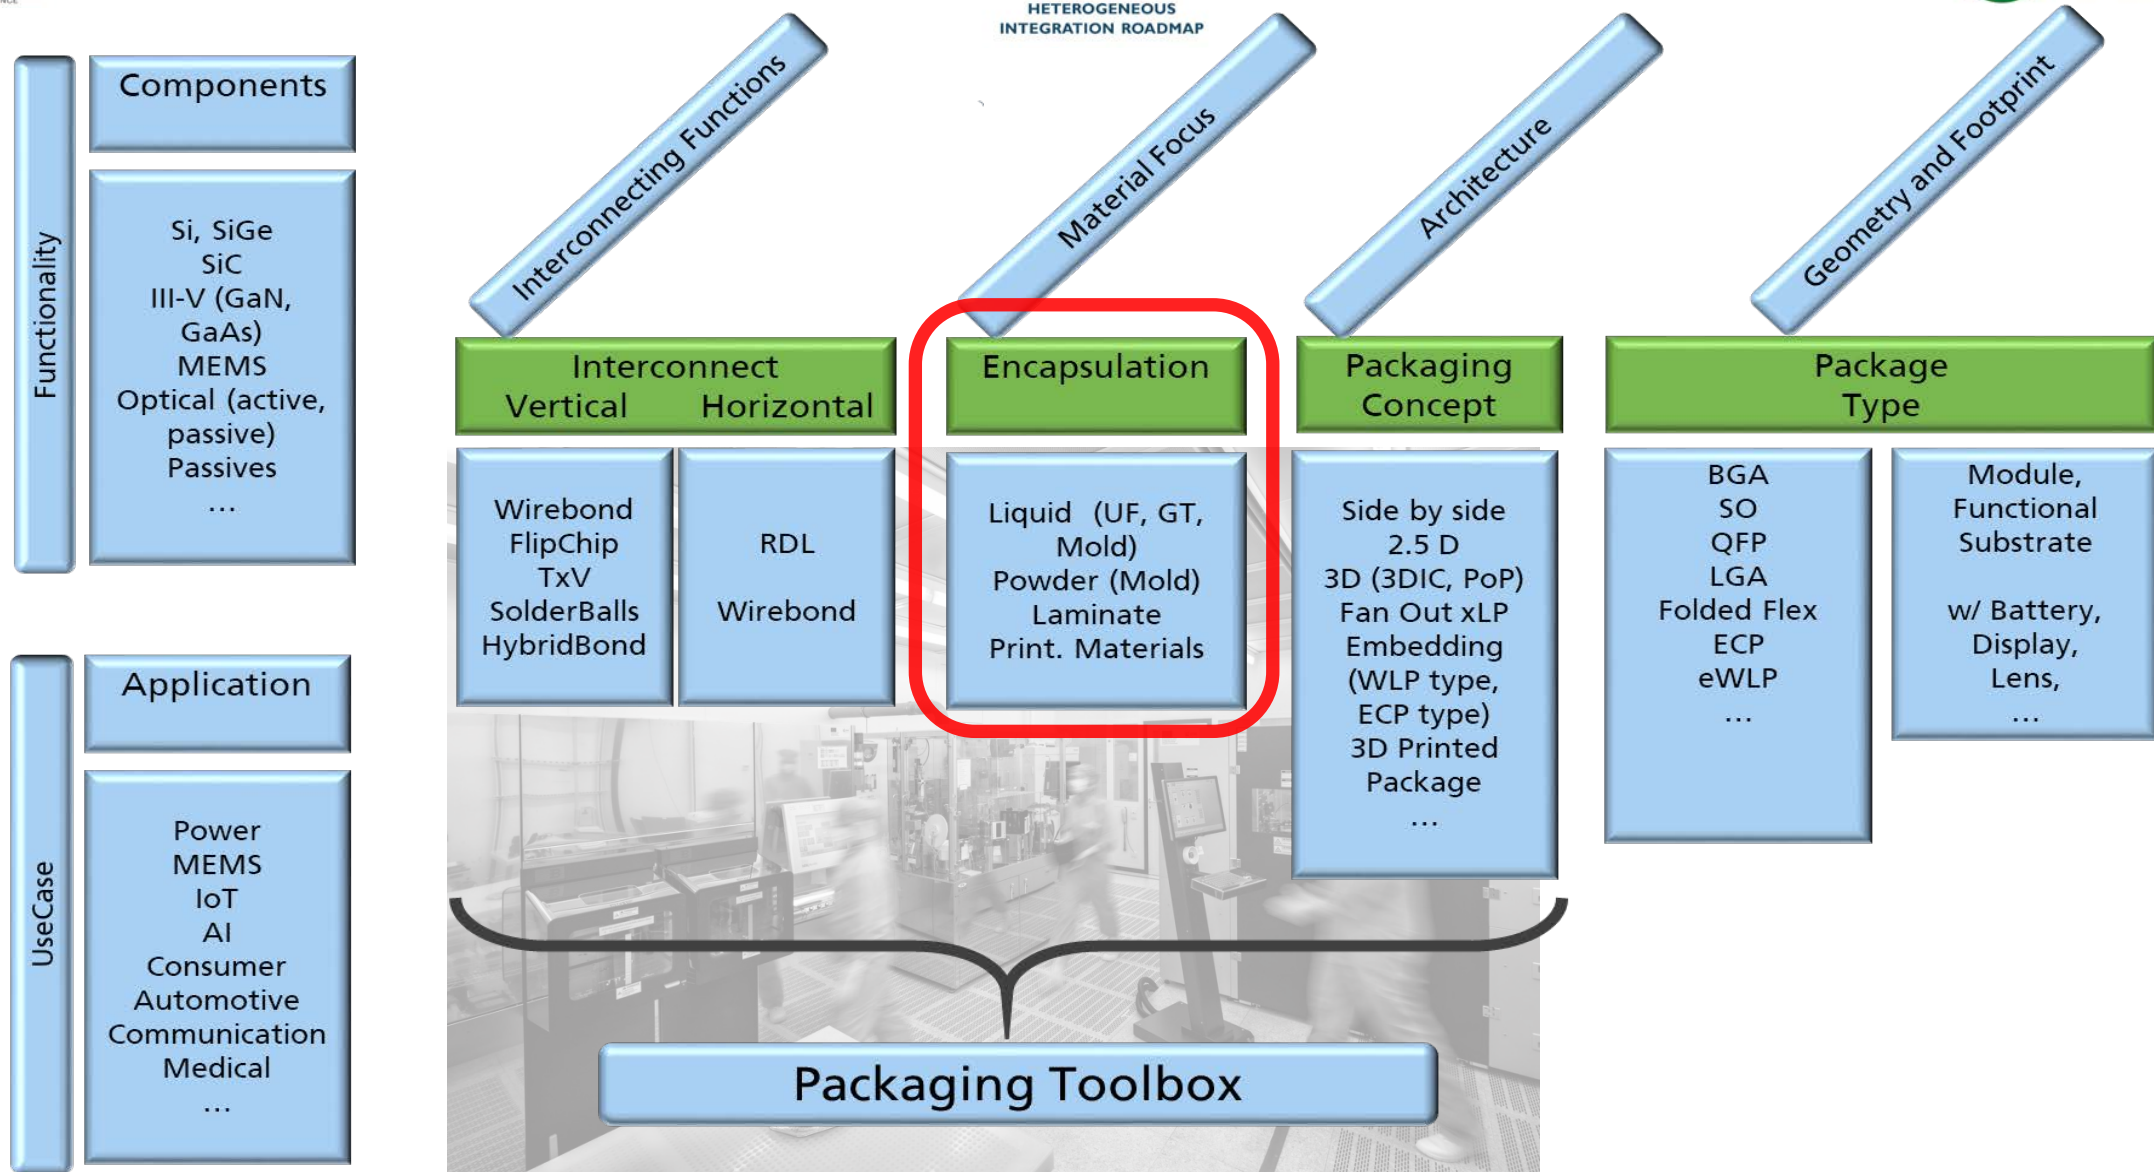 HETEROGENEOUS
INTEGRATION ROADMAP
Functionality
Components
Si, SiGe
SiC
III-V (GaN,
GaAs)
MEMS
Optical (active,
passive)
Passives
...
UseCase
Application
Power
MEMS
IoT
AI
Consumer
Automotive
Communication
Medical
...
Interconnecting Functions
Interconnect
Vertical Horizontal
Wirebond
FlipChip
TxV
SolderBalls
HybridBond
RDL
Wirebond
Material Focus
Encapsulation
Liquid (UF, GT,
Mold)
Powder (Mold)
Laminate
Print. Materials
Architecture
Packaging
Concept
Side by side
2.5 D
3D (3DIC, PoP)
Fan Out xLP
Embedding
(WLP type,
ECP type)
3D Printed
Package
...
Geometry and Footprint
Package
Type
BGA
SO
QFP
LGA
Folded Flex
ECP
eWLP
...
Module,
Functional
Substrate
w/ Battery,
Display,
Lens,
...
Packaging Toolbox